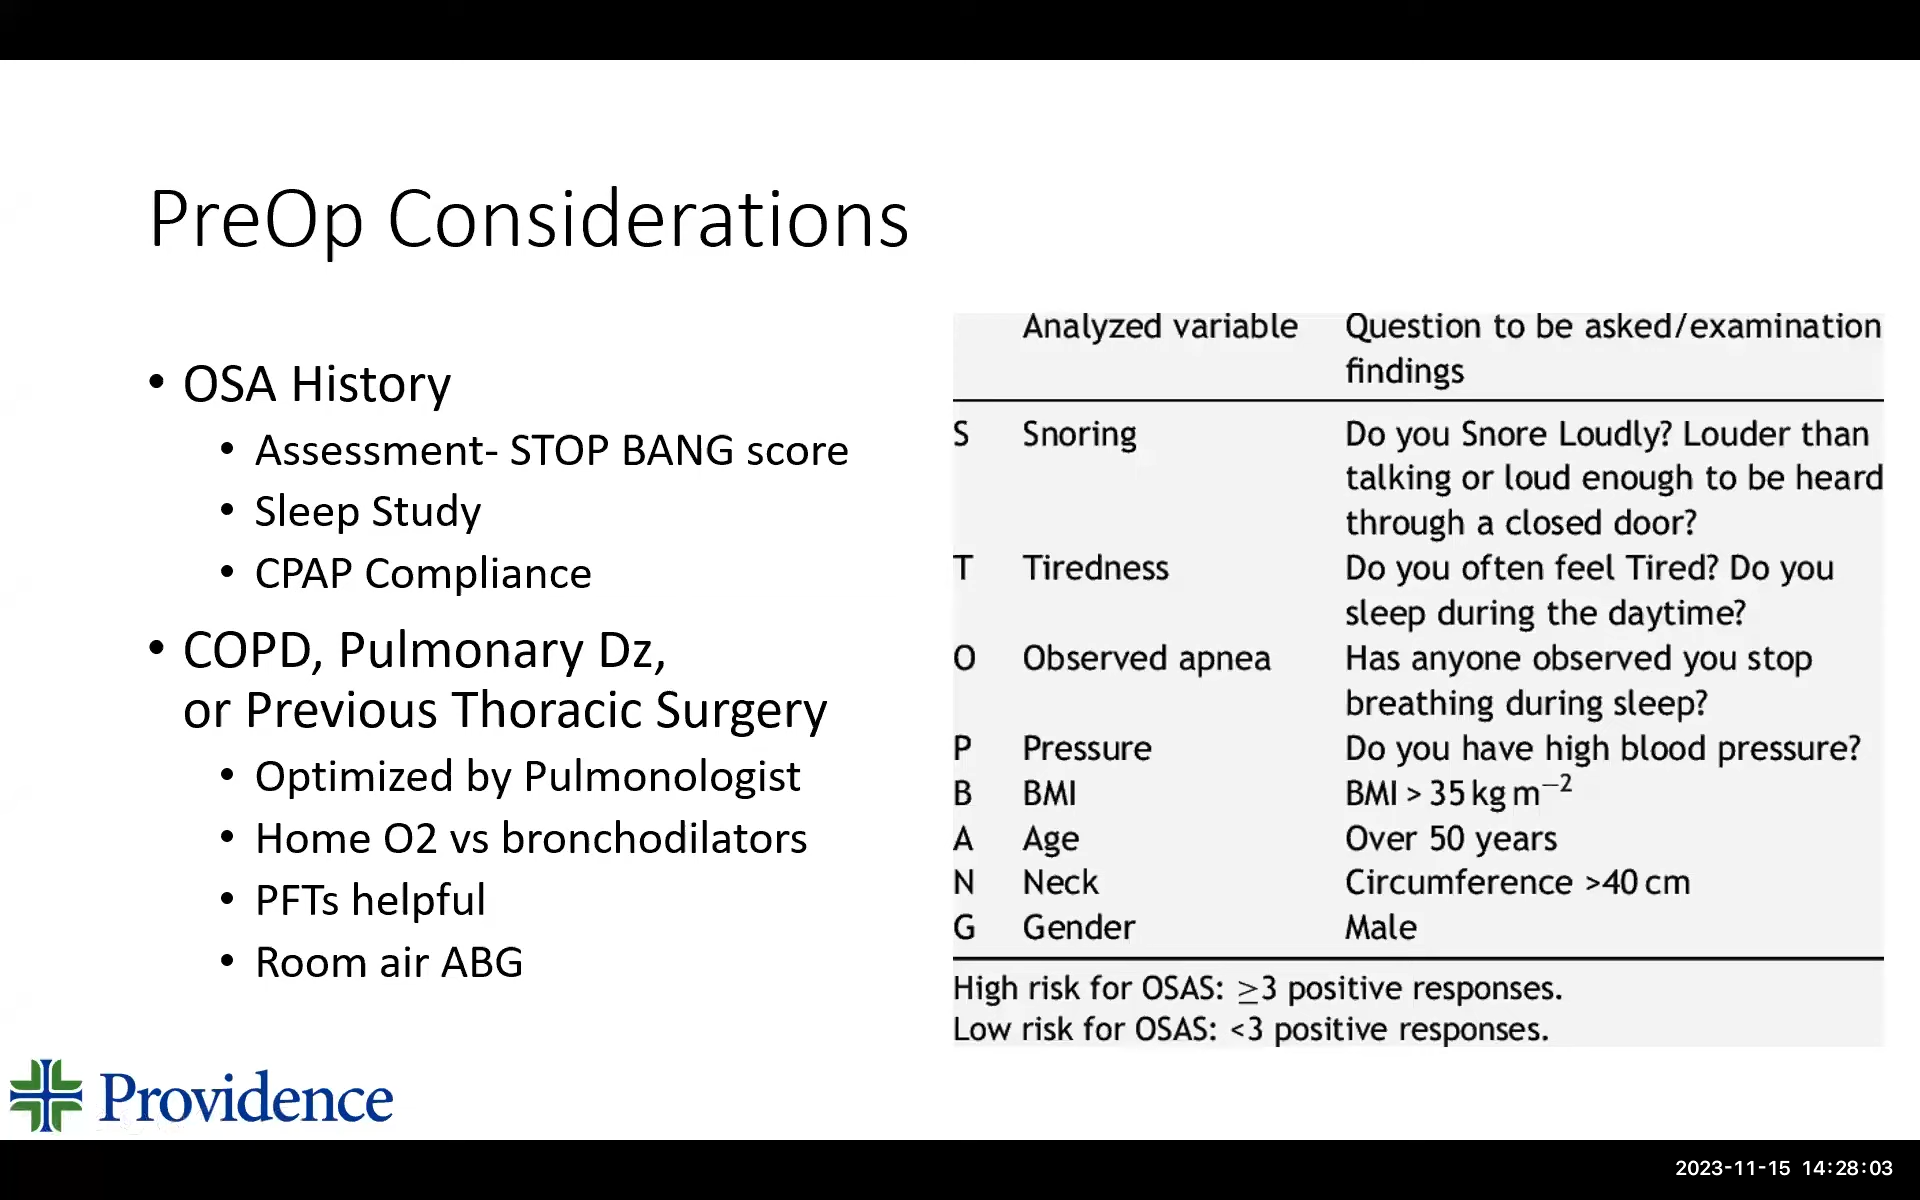 PreOp Considerations
• OSA History
• Assessment- STOP BANG score
• Sleep Study
• CPAP Compliance
• COPD, Pulmonary Dz,
or Previous Thoracic Surgery
• Optimized by Pulmonologist
• Home O2 vs bronchodilators
• PFTs helpful
• Room air ABG
Analyzed variable Question to be asked/examination
findings
S Snoring Do you Snore Loudly? Louder than
talking or loud enough to be heard
through a closed door?
T Tiredness Do you often feel Tired? Do you
sleep during the daytime?
O Observed apnea Has anyone observed you stop
breathing during sleep?
P Pressure Do you have high blood pressure?
B BMI BMI > 35 kg m⁻²
A Age Over 50 years
N Neck Circumference >40 cm
G Gender Male
High risk for OSAS: ≥3 positive responses.
Low risk for OSAS: <3 positive responses.
Providence
2023-11-15 14:28:03